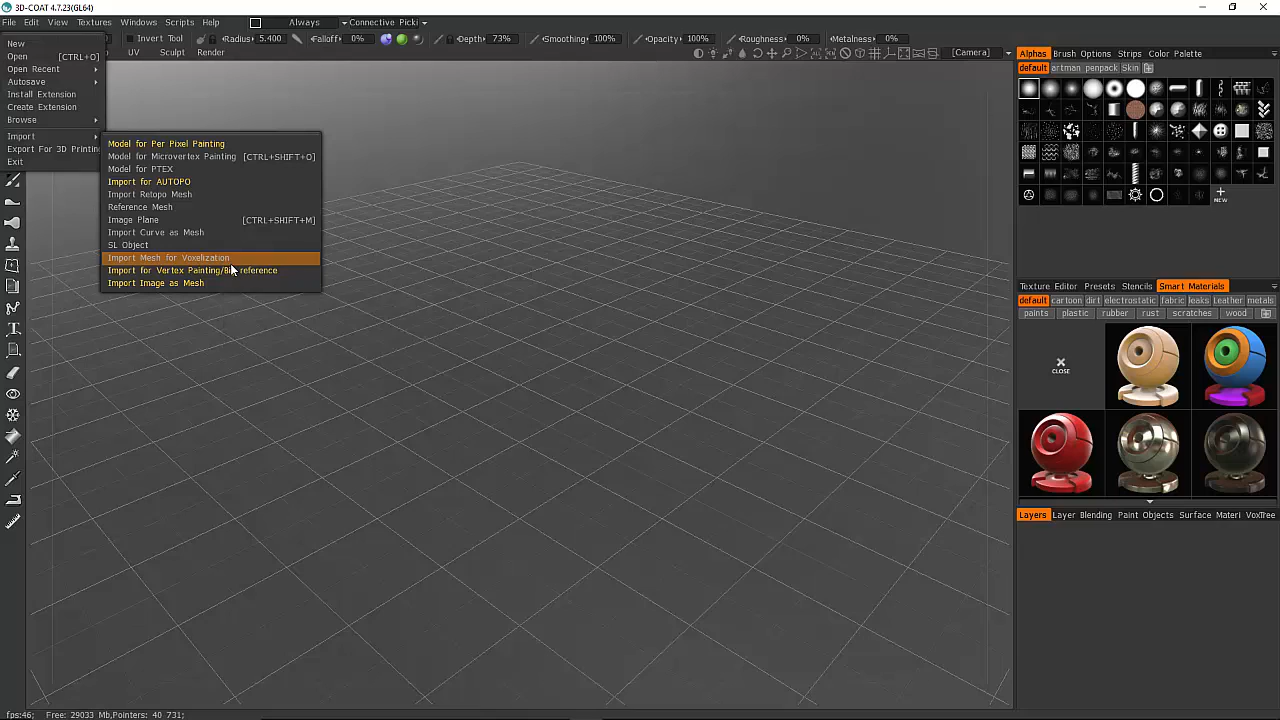 3D-COAT 4.7.23(GL64)
File Edit View Textures Windows Scripts Help Always Connective Picki
Invert Tool Radius: 5.400 Falloff: 0% Depth: 73% Smoothing: 100% Opacity: 100% Roughness: 0% Metalness: 0%
UV Sculpt Render [Camera]
New
Open [CTRL+O]
Open Recent
Autosave
Install Extension
Create Extension
Browse
Import
Export For 3D Printin
Exit
Model for Per Pixel Painting
Model for Microvertex Painting [CTRL+SHIFT+O]
Model for PTEX
Import for AUTOPO
Import Retopo Mesh
Reference Mesh
Image Plane [CTRL+SHIFT+M]
Import Curve as Mesh
SL Object
Import Mesh for Voxelization
Import for Vertex Painting/ reference
Import Image as Mesh
Alphas Brush Options Strips Color Palette
default artman penpack Skin
NEW
Texture Editor Presets Stencils Smart Materials
default cartoon dirt electrostatic fabric leaks Leather metals
paints plastic rubber rust scratches wood
CLOSE
Layers Layer Blending Paint Objects Surface Materi VoxTree
fps:46; Free: 29033 Mb,Pointers: 40 731;